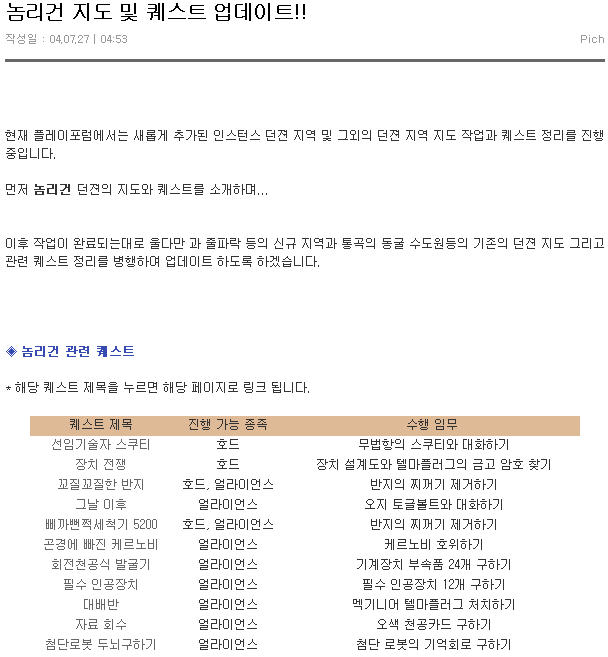 놈리건 지도 및 퀘스트 업데이트!!
작성일 : 04.07.27 | 04:53 Pich
현재 플레이포럼에서는 새롭게 추가된 인스턴스 던젼 지역 및 그외의 던젼 지역 지도 작업과 퀘스트 정리를 진행
중입니다.
먼저 놈리건 던젼의 지도와 퀘스트를 소개하며...
이후 작업이 완료되는대로 울다만 과 줄파락 등의 신규 지역과 통곡의 동굴 수도원등의 기존의 던젼 지도 그리고
관련 퀘스트 정리를 병행하여 업데이트 하도록 하겠습니다.
◈ 놈리건 관련 퀘스트
* 해당 퀘스트 제목을 누르면 해당 페이지로 링크 됩니다.
퀘스트 제목 진행 가능 종족 수행 임무
선임기술자 스쿠티 호드 무법항의 스쿠티와 대화하기
장치 전쟁 호드 장치 설계도와 텔마플러그의 금고 암호 찾기
꼬질꼬질한 반지 호드, 얼라이언스 반지의 찌꺼기 제거하기
그날 이후 얼라이언스 오지 토글볼트와 대화하기
삐까뻔쩍세척기 5200 호드, 얼라이언스 반지의 찌꺼기 제거하기
곤경에 빠진 케르노비 얼라이언스 케르노비 호위하기
회전천공식 발굴기 얼라이언스 기계장치 부속품 24개 구하기
필수 인공장치 얼라이언스 필수 인공장치 12개 구하기
대배반 얼라이언스 멕기니어 텔마플러그 처치하기
자료 회수 얼라이언스 오색 천공카드 구하기
첨단로봇 두뇌구하기 얼라이언스 첨단 로봇의 기억회로 구하기